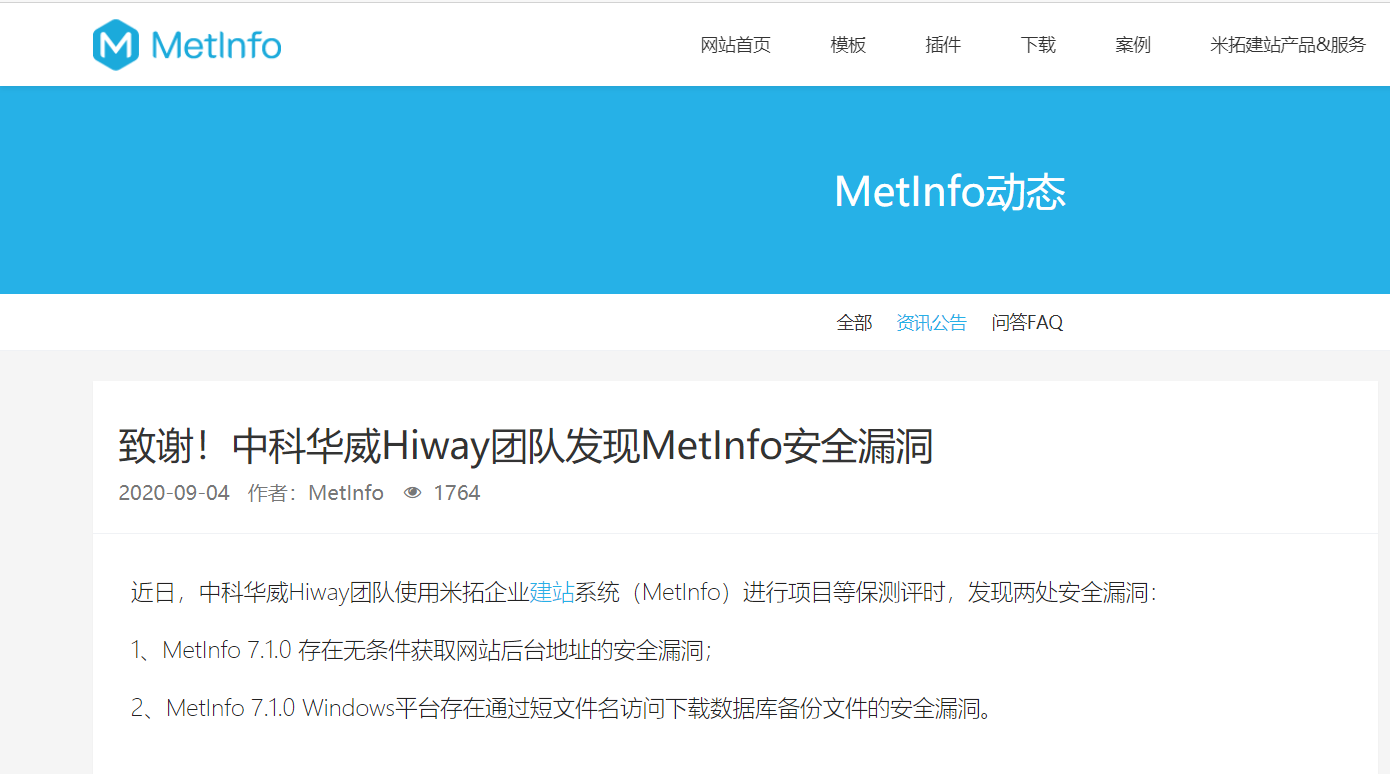 MetInfo
网站首页 模板 插件 下载 案例 米拓建站产品&服务
MetInfo动态
全部 资讯公告 问答FAQ
致谢！中科华威Hiway团队发现MetInfo安全漏洞
2020-09-04 作者：MetInfo 1764
近日，中科华威Hiway团队使用米拓企业建站系统（MetInfo）进行项目等保测评时，发现两处安全漏洞：
1、MetInfo 7.1.0 存在无条件获取网站后台地址的安全漏洞；
2、MetInfo 7.1.0 Windows平台存在通过短文件名访问下载数据库备份文件的安全漏洞。